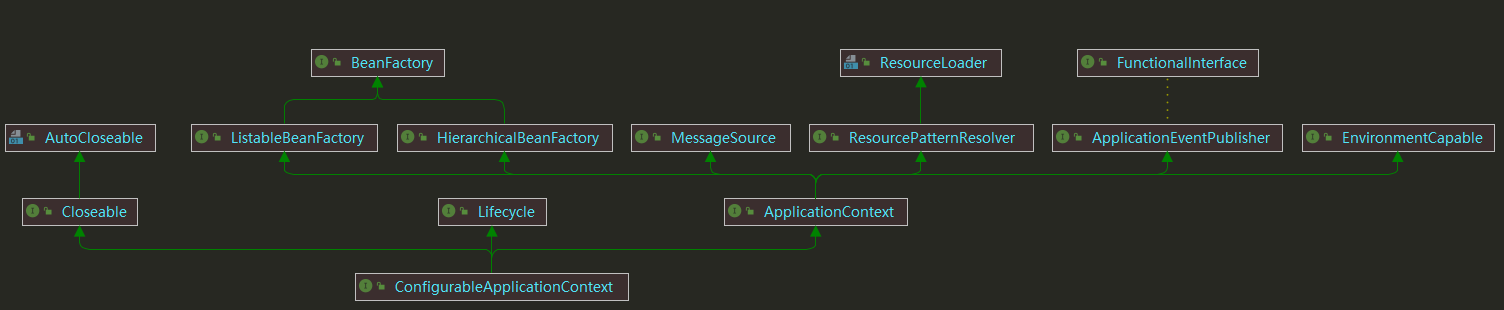 BeanFactory
ResourceLoader
FunctionalInterface
AutoCloseable
ListableBeanFactory
HierarchicalBeanFactory
MessageSource
ResourcePatternResolver
ApplicationEventPublisher
EnvironmentCapable
Closeable
Lifecycle
ApplicationContext
ConfigurableApplicationContext